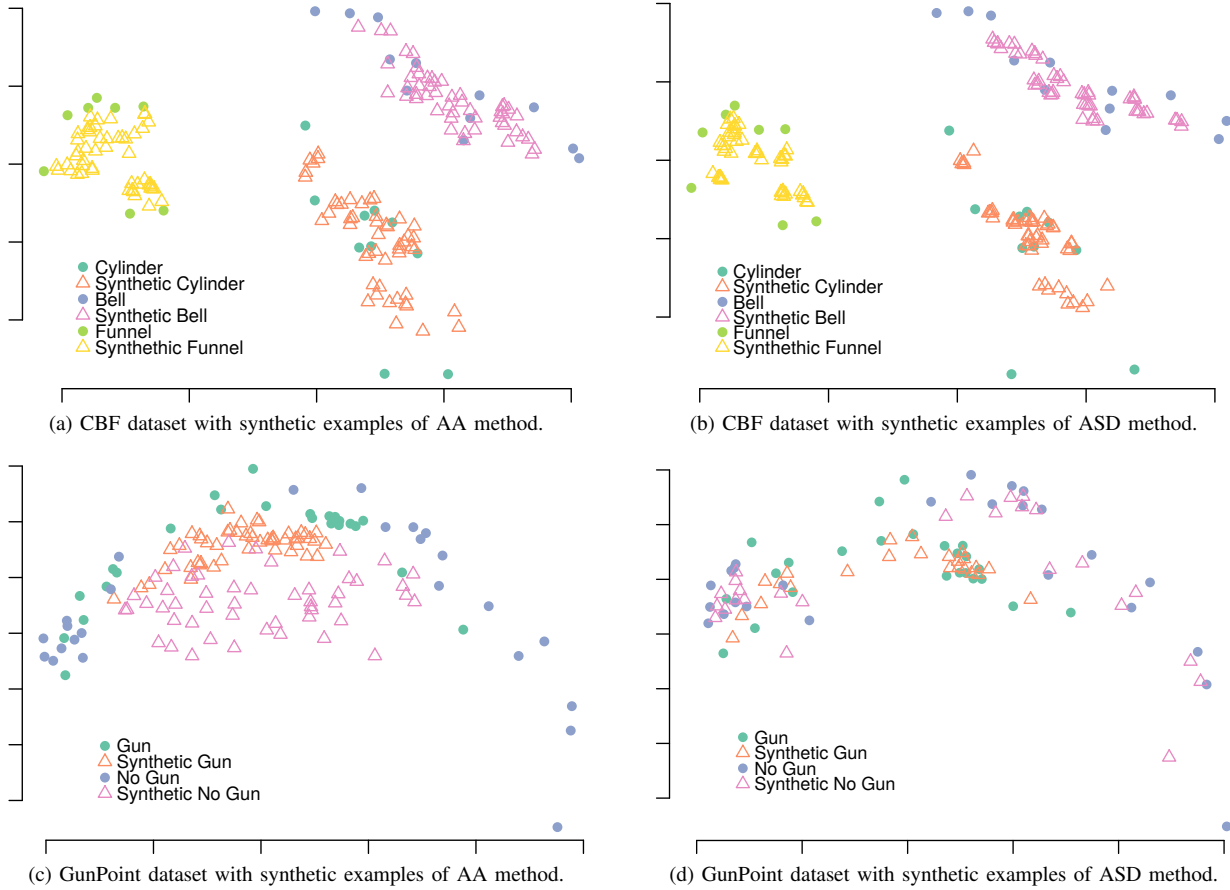 Cylinder
Synthetic Cylinder
Bell
Synthetic Bell
Funnel
Synthethic Funnel
(a) CBF dataset with synthetic examples of AA method.
Cylinder
Synthetic Cylinder
Bell
Synthetic Bell
Funnel
Synthethic Funnel
(b) CBF dataset with synthetic examples of ASD method.
Gun
Synthetic Gun
No Gun
Synthetic No Gun
(c) GunPoint dataset with synthetic examples of AA method.
Gun
Synthetic Gun
No Gun
Synthetic No Gun
(d) GunPoint dataset with synthetic examples of ASD method.